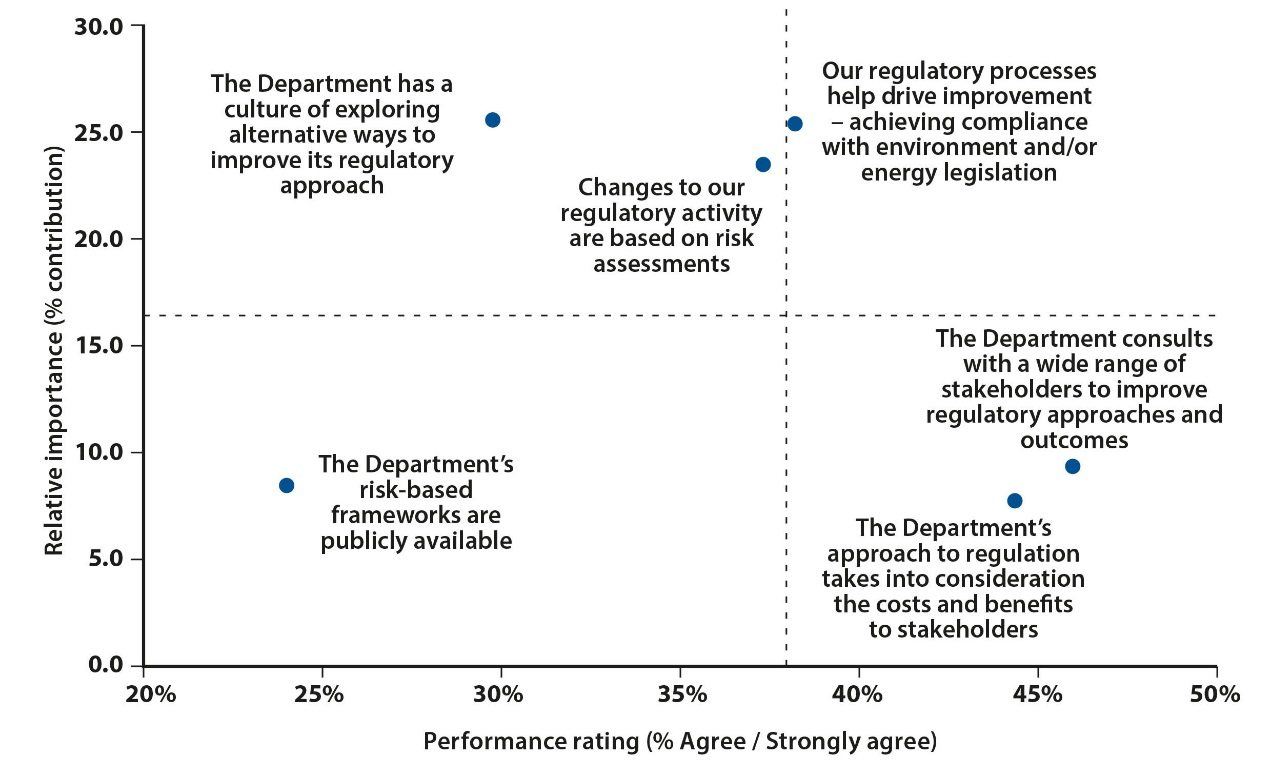 30.0
25.0
20.0
15.0
10.0
5.0
0.0
Relative importance (% contribution)
The Department has a
culture of exploring
alternative ways to
improve its regulatory
approach
Changes to our
regulatory activity
are based on risk
assessments
Our regulatory processes
help drive improvement
– achieving compliance
with environment and/or
energy legislation
The Department's
risk-based
frameworks are
publicly available
The Department consults
with a wide range of
stakeholders to improve
regulatory approaches and
outcomes
The Department's
approach to regulation
takes into consideration
the costs and benefits
to stakeholders
20%
25%
30%
35%
40%
45%
50%
Performance rating (% Agree / Strongly agree)